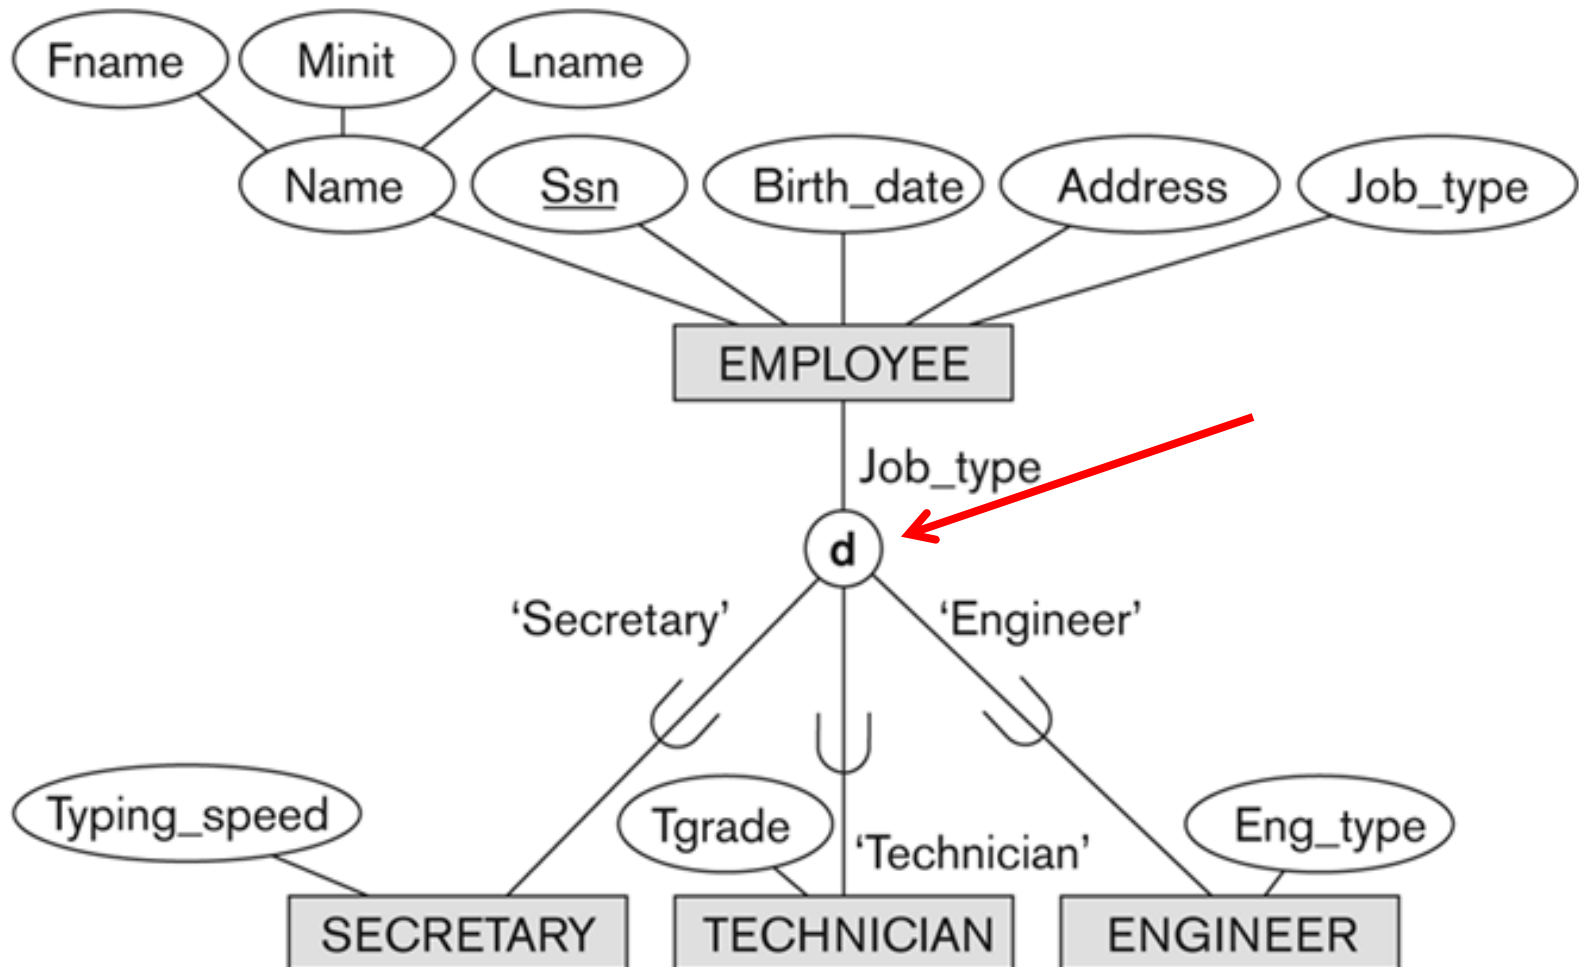 Fname
Minit
Lname
Name
Ssn
Birth_date
Address
Job_type
EMPLOYEE
Job_type
d
‘Secretary’
‘Engineer’
Typing_speed
Tgrade
Eng_type
‘Technician’
SECRETARY
TECHNICIAN
ENGINEER